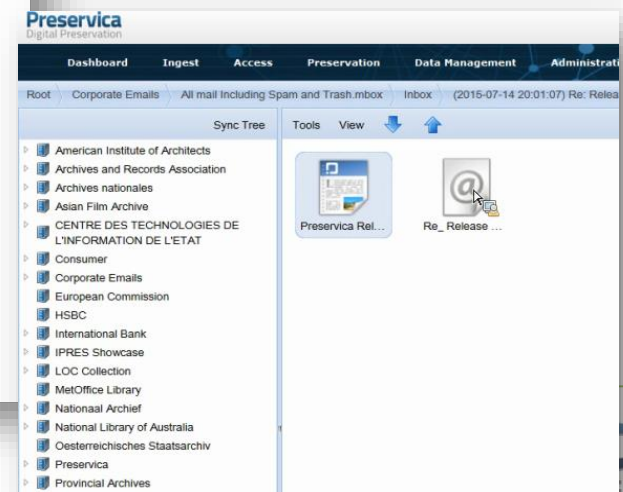 Preservica
Digital Preservation
Dashboard Ingest Access Preservation Data Management Administrati
Root Corporate Emails All mail Including Spam and Trash.mbox Inbox (2015-07-14 20:01:07) Re: Relea
Sync Tree Tools View
American Institute of Architects
Archives and Records Association
Archives nationales
Asian Film Archive
CENTRE DES TECHNOLOGIES DE
L'INFORMATION DE L'ETAT
Consumer
Corporate Emails
European Commission
HSBC
International Bank
IPRES Showcase
LOC Collection
MetOffice Library
Nationaal Archief
National Library of Australia
Oesterreichisches Staatsarchiv
Preservica
Provincial Archives
Preservica Rel...
Re_ Release ...